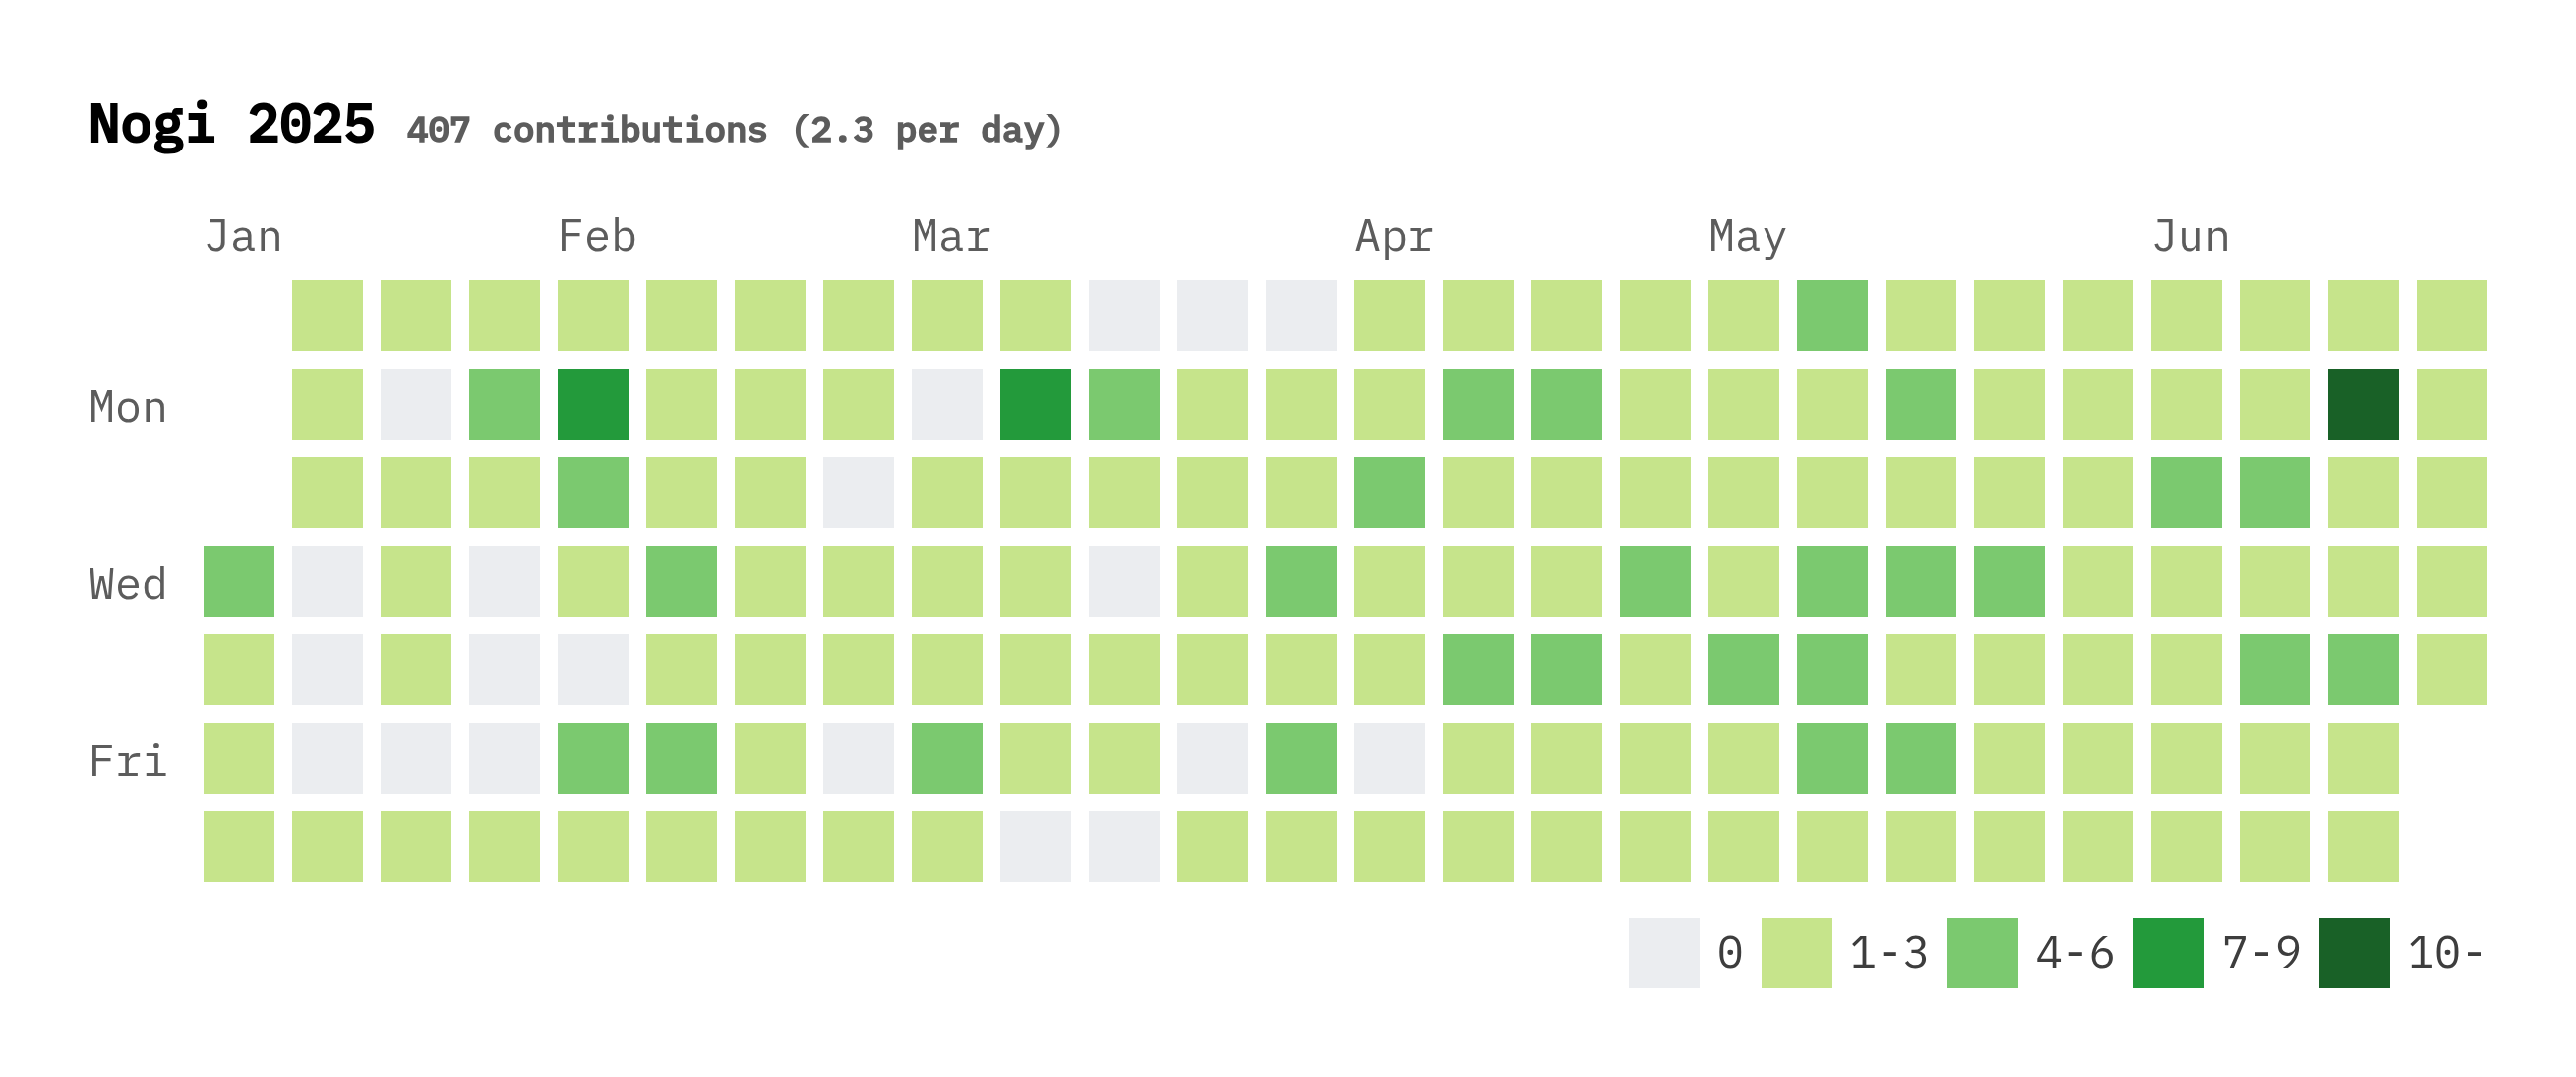 Nogi 2025 407 contributions (2.3 per day)
Jan Feb Mar Apr May Jun
Mon
Wed
Fri
0 1-3 4-6 7-9 10-